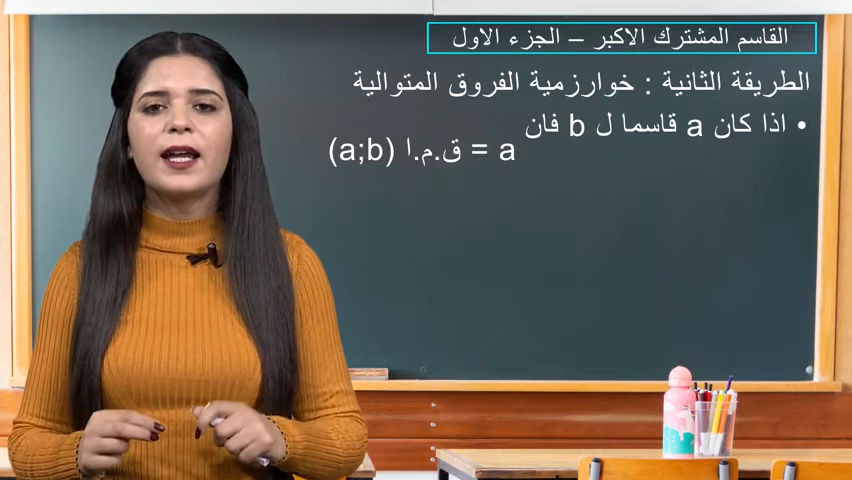 القاسم المشترك الاكبر – الجزء الاول
الطريقة الثانية : خوارزمية الفروق المتوالية
• اذا كان a قاسما ل b فان
a = ق.م.ا (a;b)